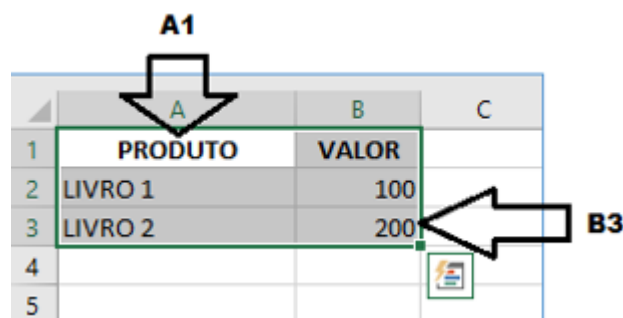 A1
A B C
1 PRODUTO VALOR
2 LIVRO 1 100
3 LIVRO 2 200
B3
4
5